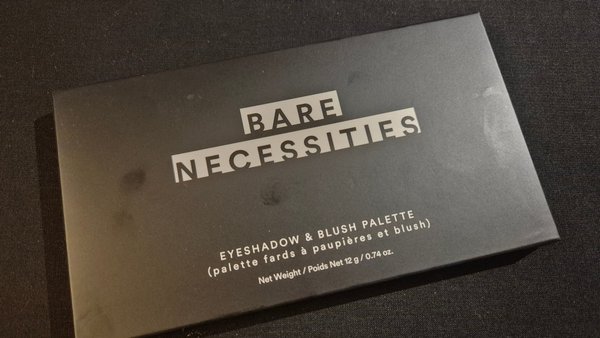 BARE
NECESSITIES
EYESHADOW & BLUSH PALETTE
(palette fards à paupières et blush)
Net Weight / Poids Net 12 g / 0.74 oz.